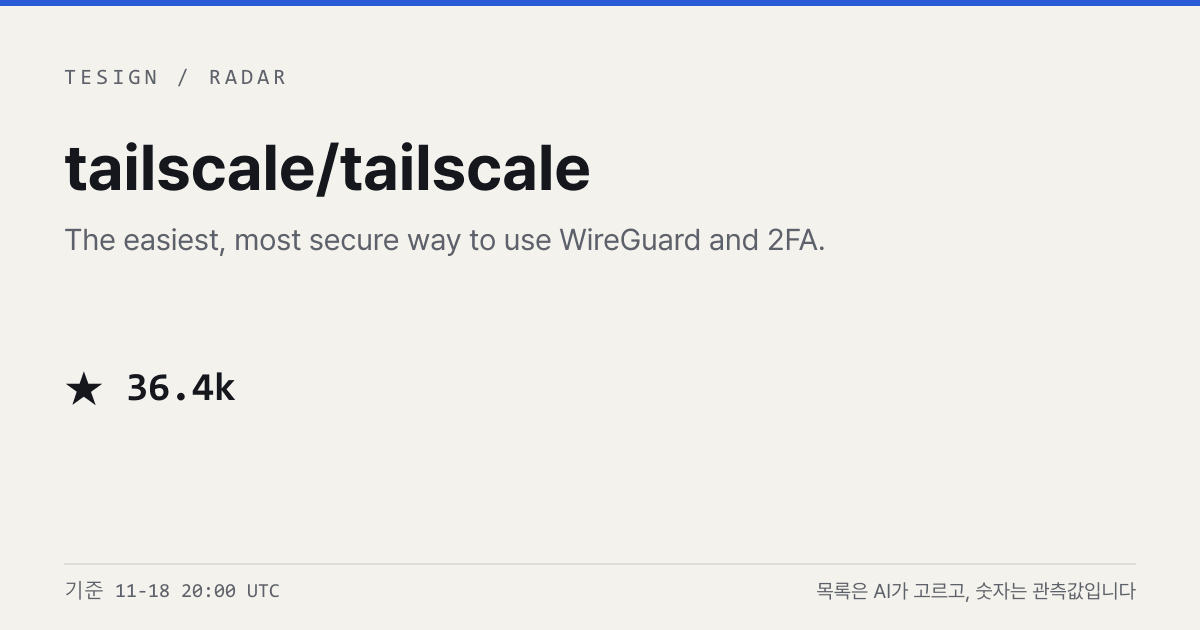 TESIGN / RADAR
tailscale/tailscale
The easiest, most secure way to use WireGuard and 2FA.
★ 36.4k
기준 11-18 20:00 UTC
목록은 AI가 고르고, 숫자는 관측값입니다